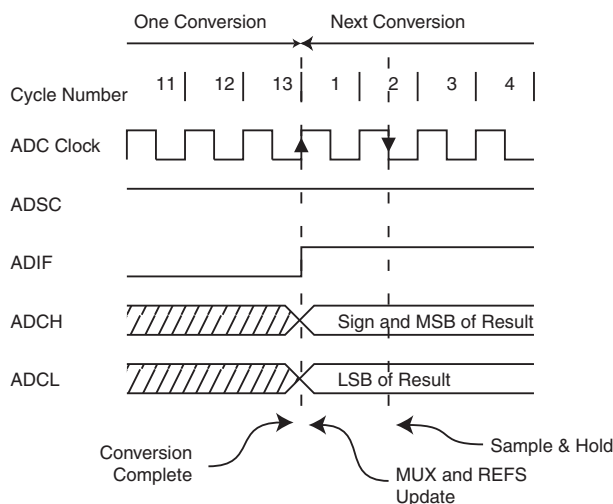 One Conversion Next Conversion
Cycle Number 11 12 13 1 2 3 4
ADC Clock
ADSC
ADIF
ADCH Sign and MSB of Result
ADCL LSB of Result
Conversion
Complete
MUX and REFS
Update
Sample & Hold